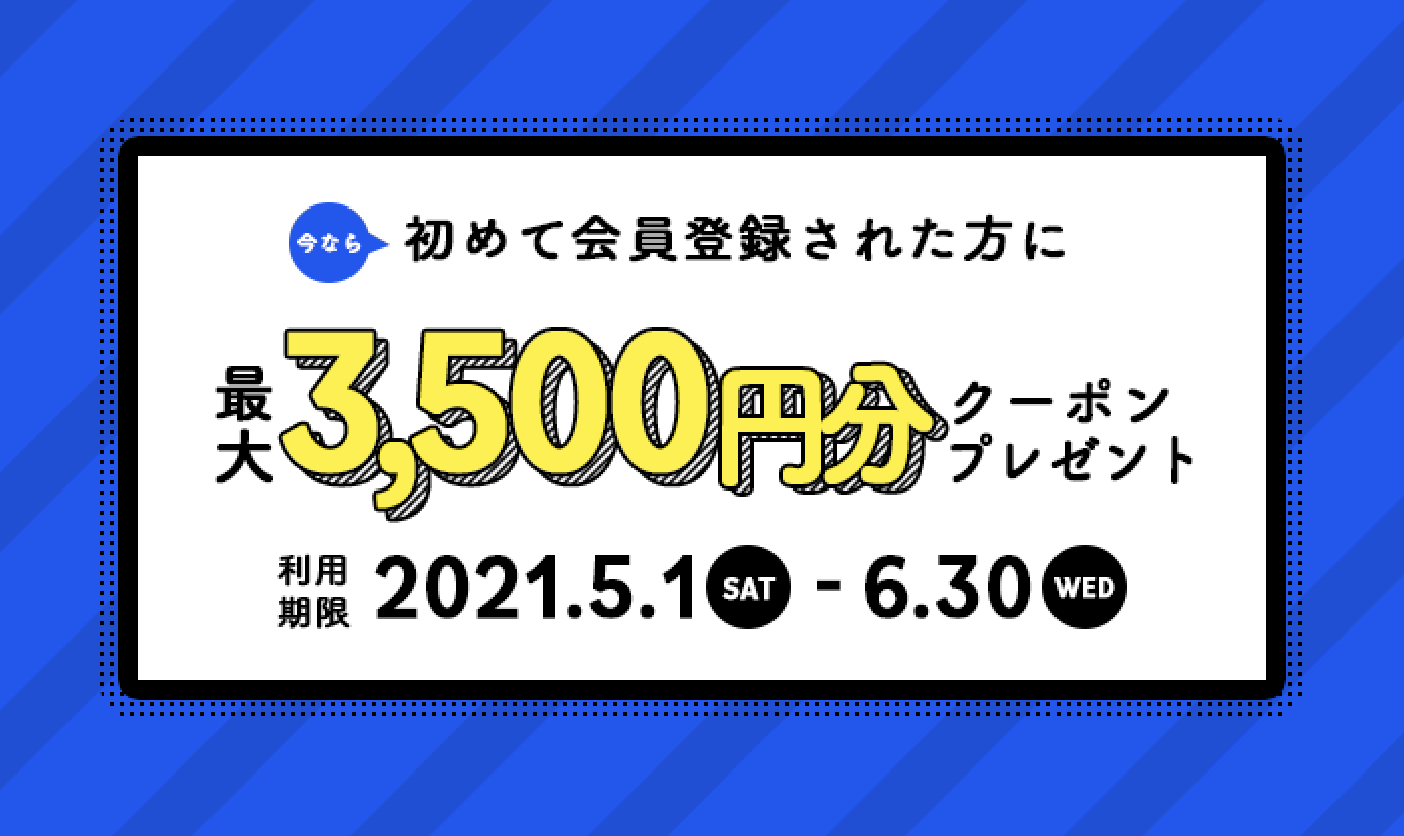 今なら 初めて会員登録された方に
最大 3,500円分 クーポン
プレゼント
利用
期限 2021.5.1 SAT - 6.30 WED